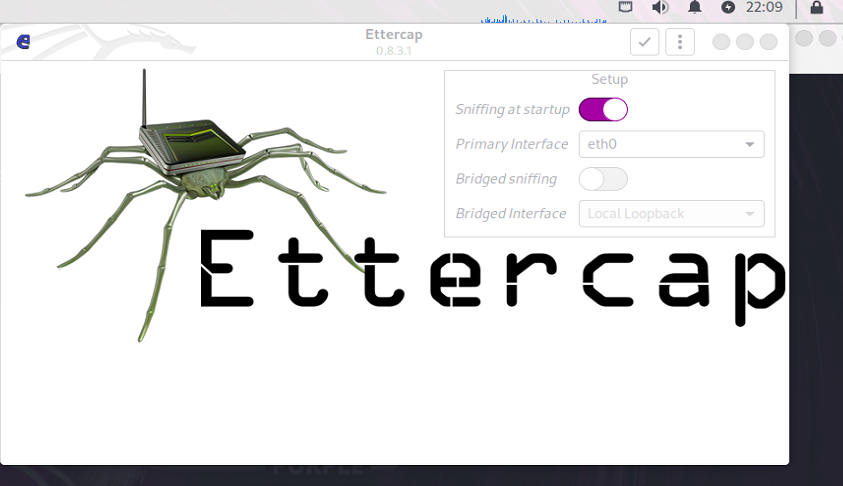 22:09
Ettercap
0.8.3.1
Setup
Sniffing at startup
Primary Interface eth0
Bridged sniffing
Bridged Interface Local Loopback
Ettercap
PURPLE